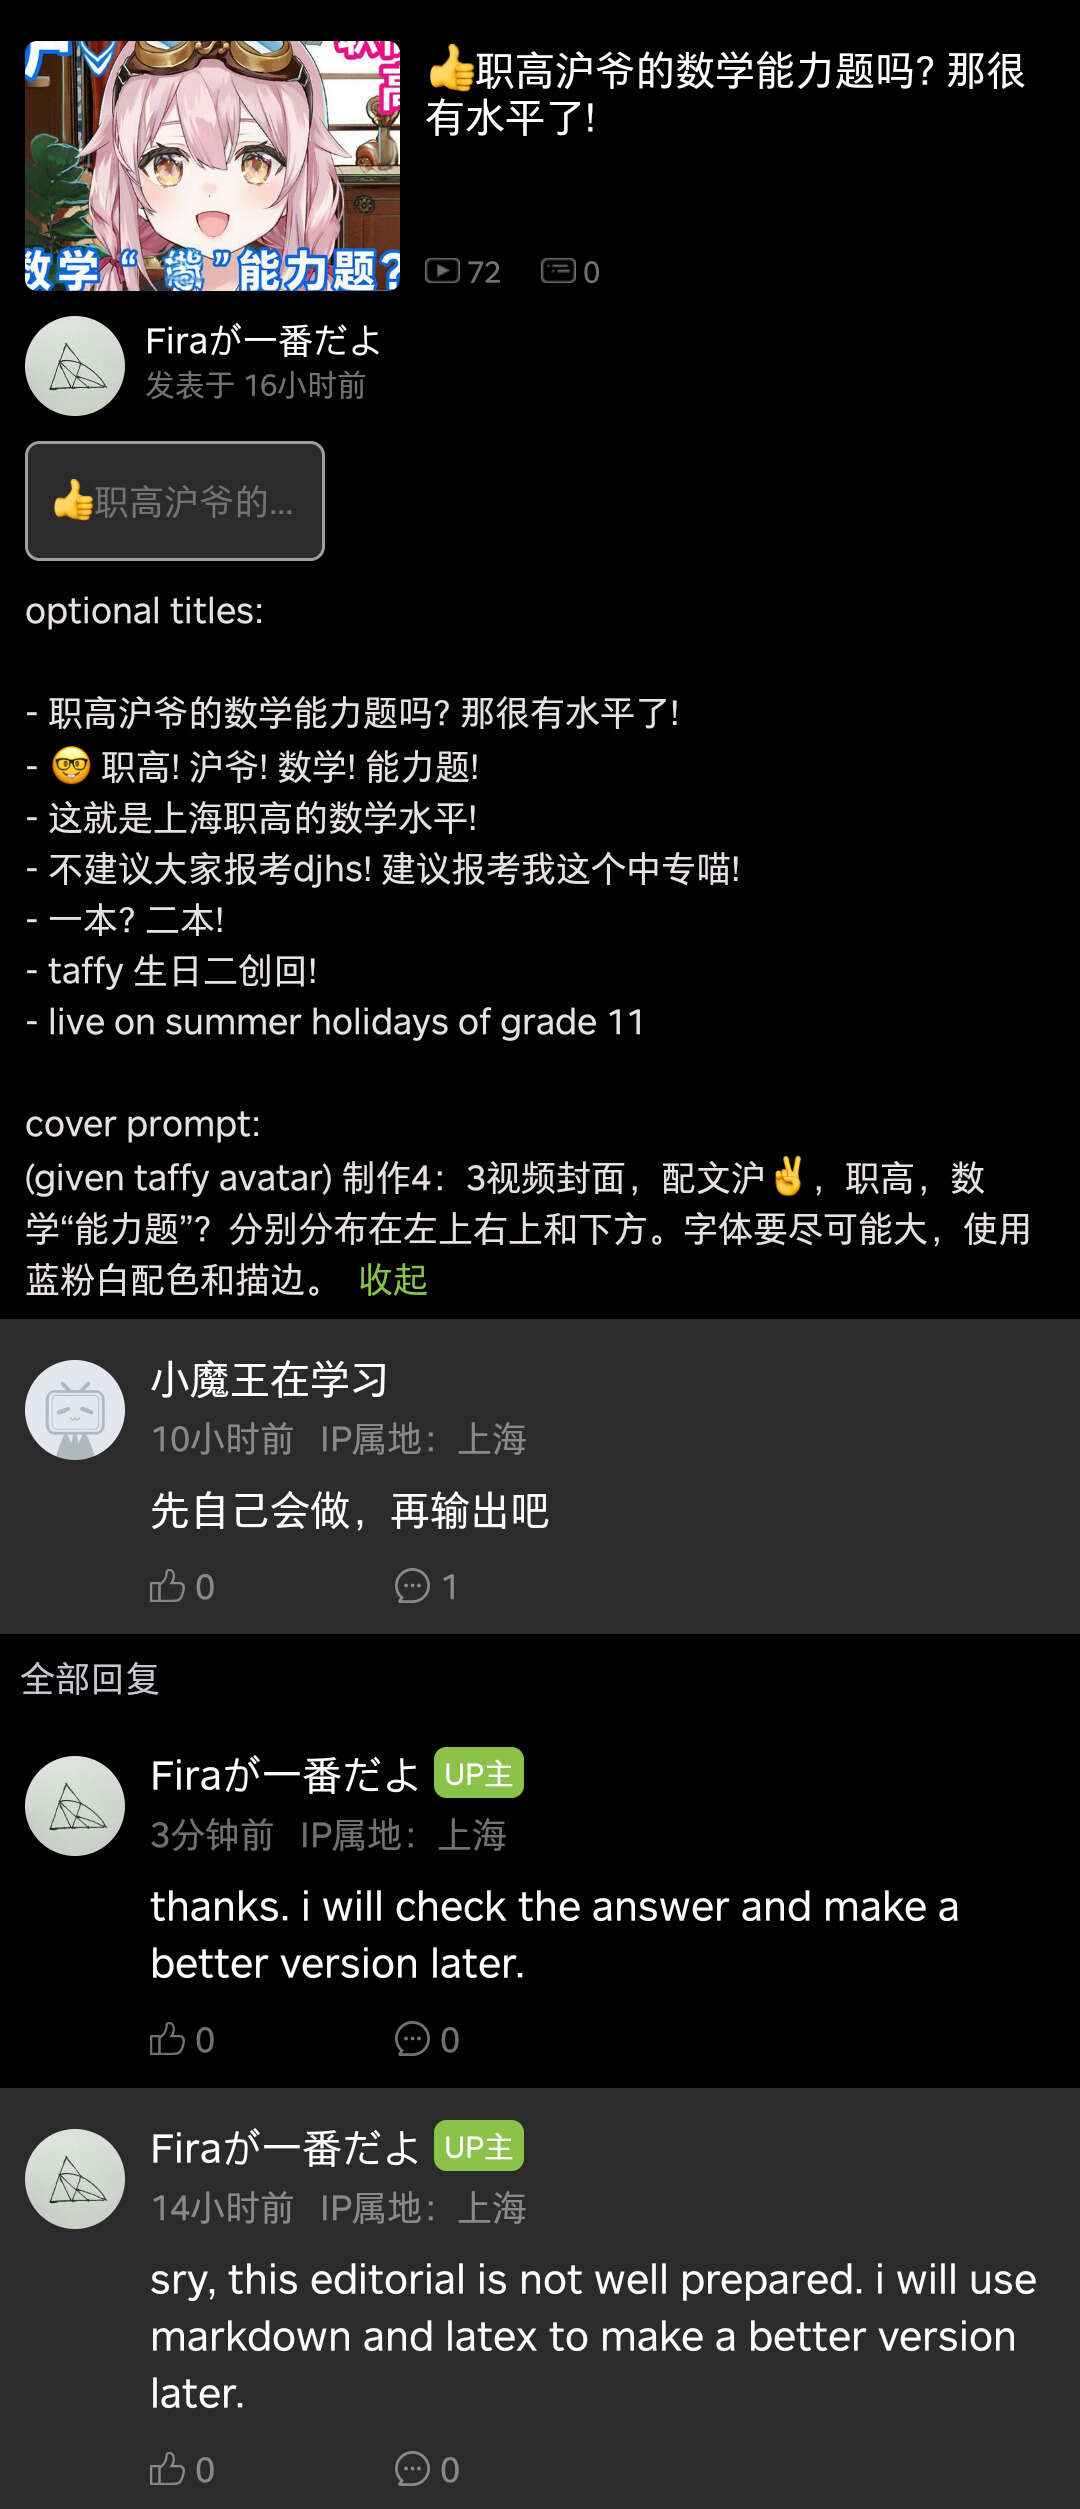 数学“能”能力题?
👍职高沪爷的数学能力题吗? 那很
有水平了!
72
0
Firaが一番だよ
发表于 16小时前
👍职高沪爷的...
optional titles:
- 职高沪爷的数学能力题吗? 那很有水平了!
- 🤓 职高! 沪爷! 数学! 能力题!
- 这就是上海职高的数学水平!
- 不建议大家报考djhs! 建议报考我这个中专喵!
- 一本? 二本!
- taffy 生日二创回!
- live on summer holidays of grade 11
cover prompt:
(given taffy avatar) 制作4：3视频封面，配文沪✌️，职高，数
学“能力题”？分别分布在左上右上和下方。字体要尽可能大，使用
蓝粉白配色和描边。 收起
小魔王在学习
10小时前 IP属地：上海
先自己会做，再输出吧
0
1
全部回复
Firaが一番だよ UP主
3分钟前 IP属地：上海
thanks. i will check the answer and make a
better version later.
0
0
Firaが一番だよ UP主
14小时前 IP属地：上海
sry, this editorial is not well prepared. i will use
markdown and latex to make a better version
later.
0
0